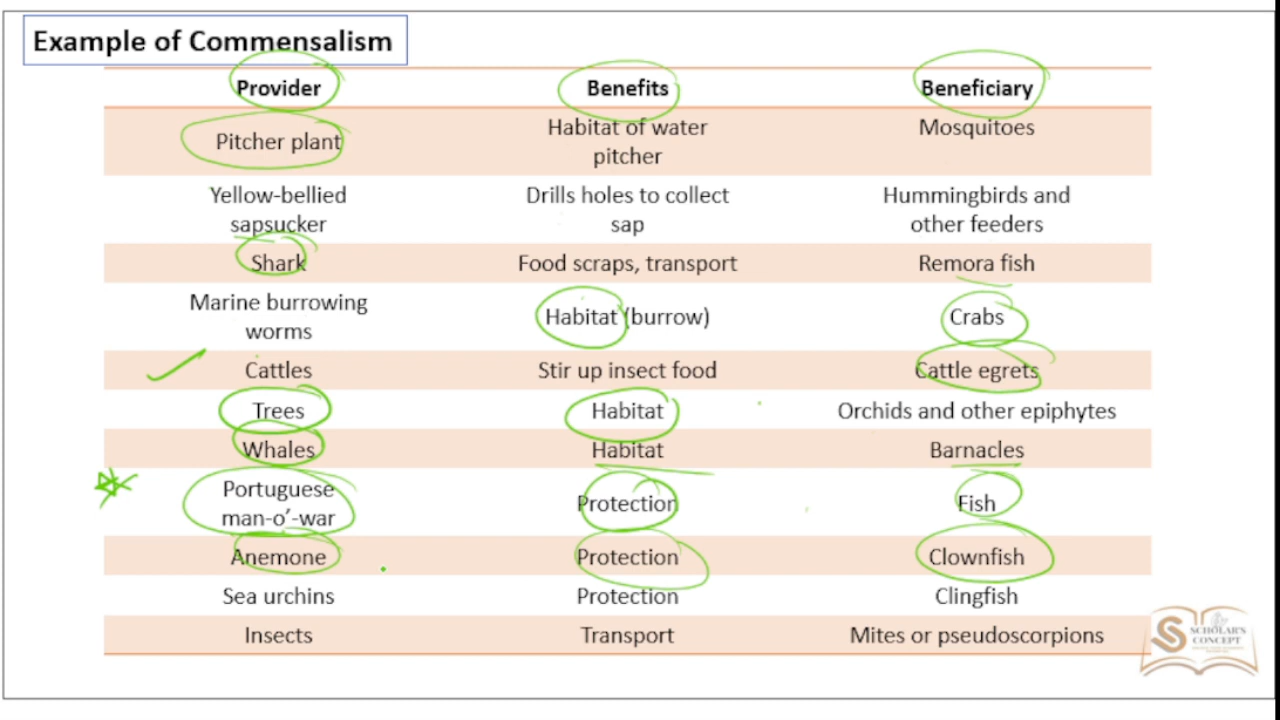 Example of Commensalism
Provider Benefits Beneficiary
Pitcher plant Habitat of water pitcher Mosquitoes
Yellow-bellied sapsucker Drills holes to collect sap Hummingbirds and other feeders
Shark Food scraps, transport Remora fish
Marine burrowing worms Habitat (burrow) Crabs
Cattles Stir up insect food Cattle egrets
Trees Habitat Orchids and other epiphytes
Whales Habitat Barnacles
Portuguese man-o’-war Protection Fish
Anemone Protection Clownfish
Sea urchins Protection Clingfish
Insects Transport Mites or pseudoscorpions
SCHOLAR'S
CONCEPT